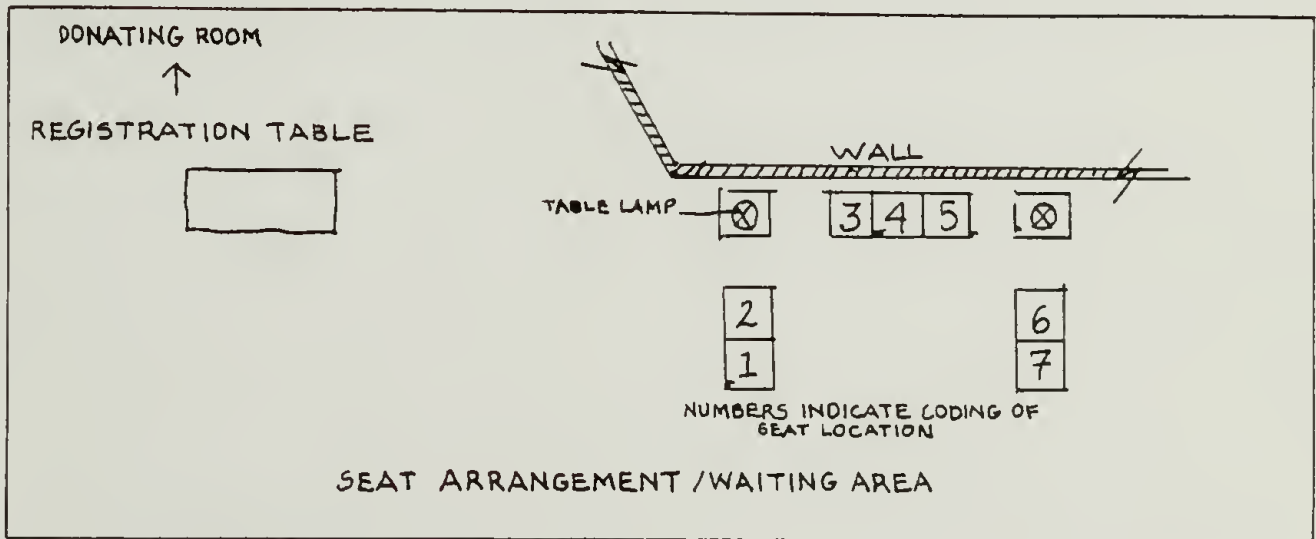 DONATING ROOM
REGISTRATION TABLE
WALL
TABLE LAMP
3 4 5
2
1
6
7
NUMBERS INDICATE CODING OF
SEAT LOCATION
SEAT ARRANGEMENT / WAITING AREA